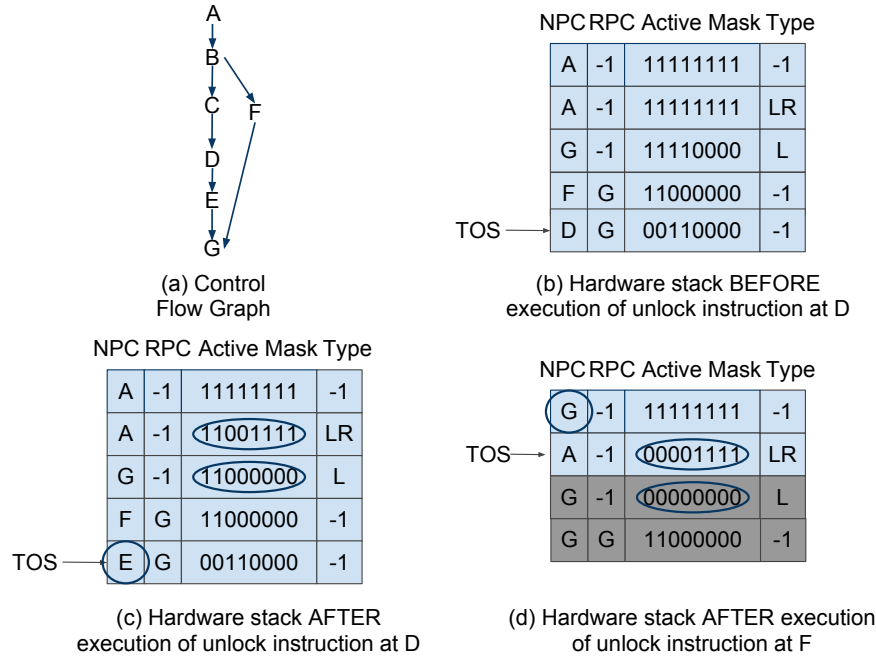 A
B
C
F
D
E
G
(a) Control
Flow Graph
NPC RPC Active Mask Type
A -1 11111111 -1
A -1 11111111 LR
G -1 11110000 L
F G 11000000 -1
TOS D G 00110000 -1
(b) Hardware stack BEFORE
execution of unlock instruction at D
NPC RPC Active Mask Type
A -1 11111111 -1
A -1 11001111 LR
G -1 11000000 L
F G 11000000 -1
TOS E G 00110000 -1
(c) Hardware stack AFTER
execution of unlock instruction at D
NPC RPC Active Mask Type
G -1 11111111 -1
TOS A -1 00001111 LR
G -1 00000000 L
G G 11000000 -1
(d) Hardware stack AFTER execution
of unlock instruction at F